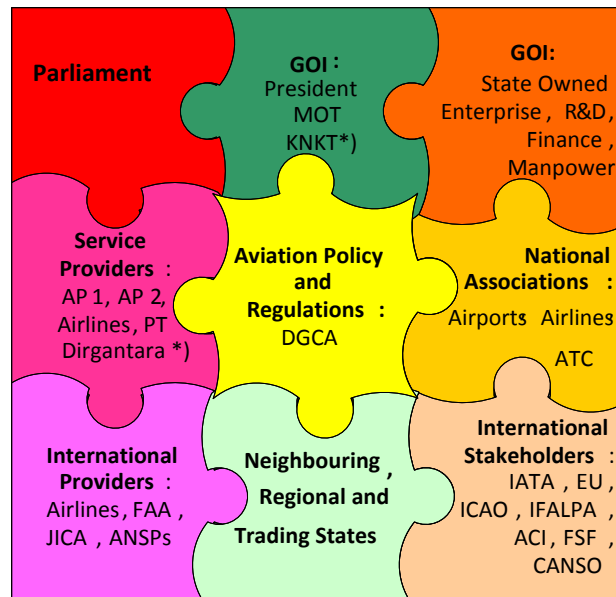 Parliament
GOI :
President
MOT
KNKT*)
GOI:
State Owned
Enterprise , R&D ,
Finance ,
Manpower
Service
Providers :
AP 1, AP 2,
Airlines, PT
Dirgantara *)
Aviation Policy
and
Regulations :
DGCA
National
Associations :
Airports Airlines
ATC
International
Providers :
Airlines, FAA ,
JICA , ANSPs
Neighbouring ,
Regional and
Trading States
International
Stakeholders :
IATA , EU ,
ICAO , IFALPA ,
ACI , FSF ,
CANSO